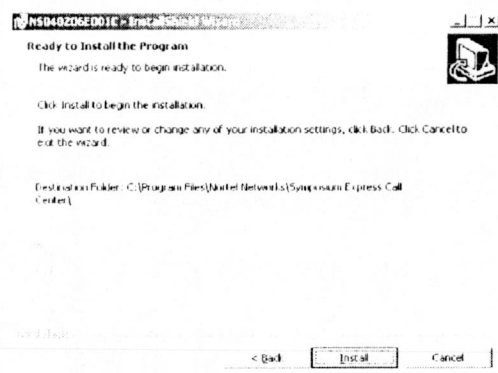 NS040206E001C - InstallShield Wizard
Ready to Install the Program
The wizard is ready to begin installation.
Click Install to begin the installation.
If you want to review or change any of your installation settings, click Back. Click Cancel to
exit the wizard.
Destination Folder: C:\Program Files\Nortel Networks\Symposium Express Call
Center\
InstallShield
< Back Install Cancel